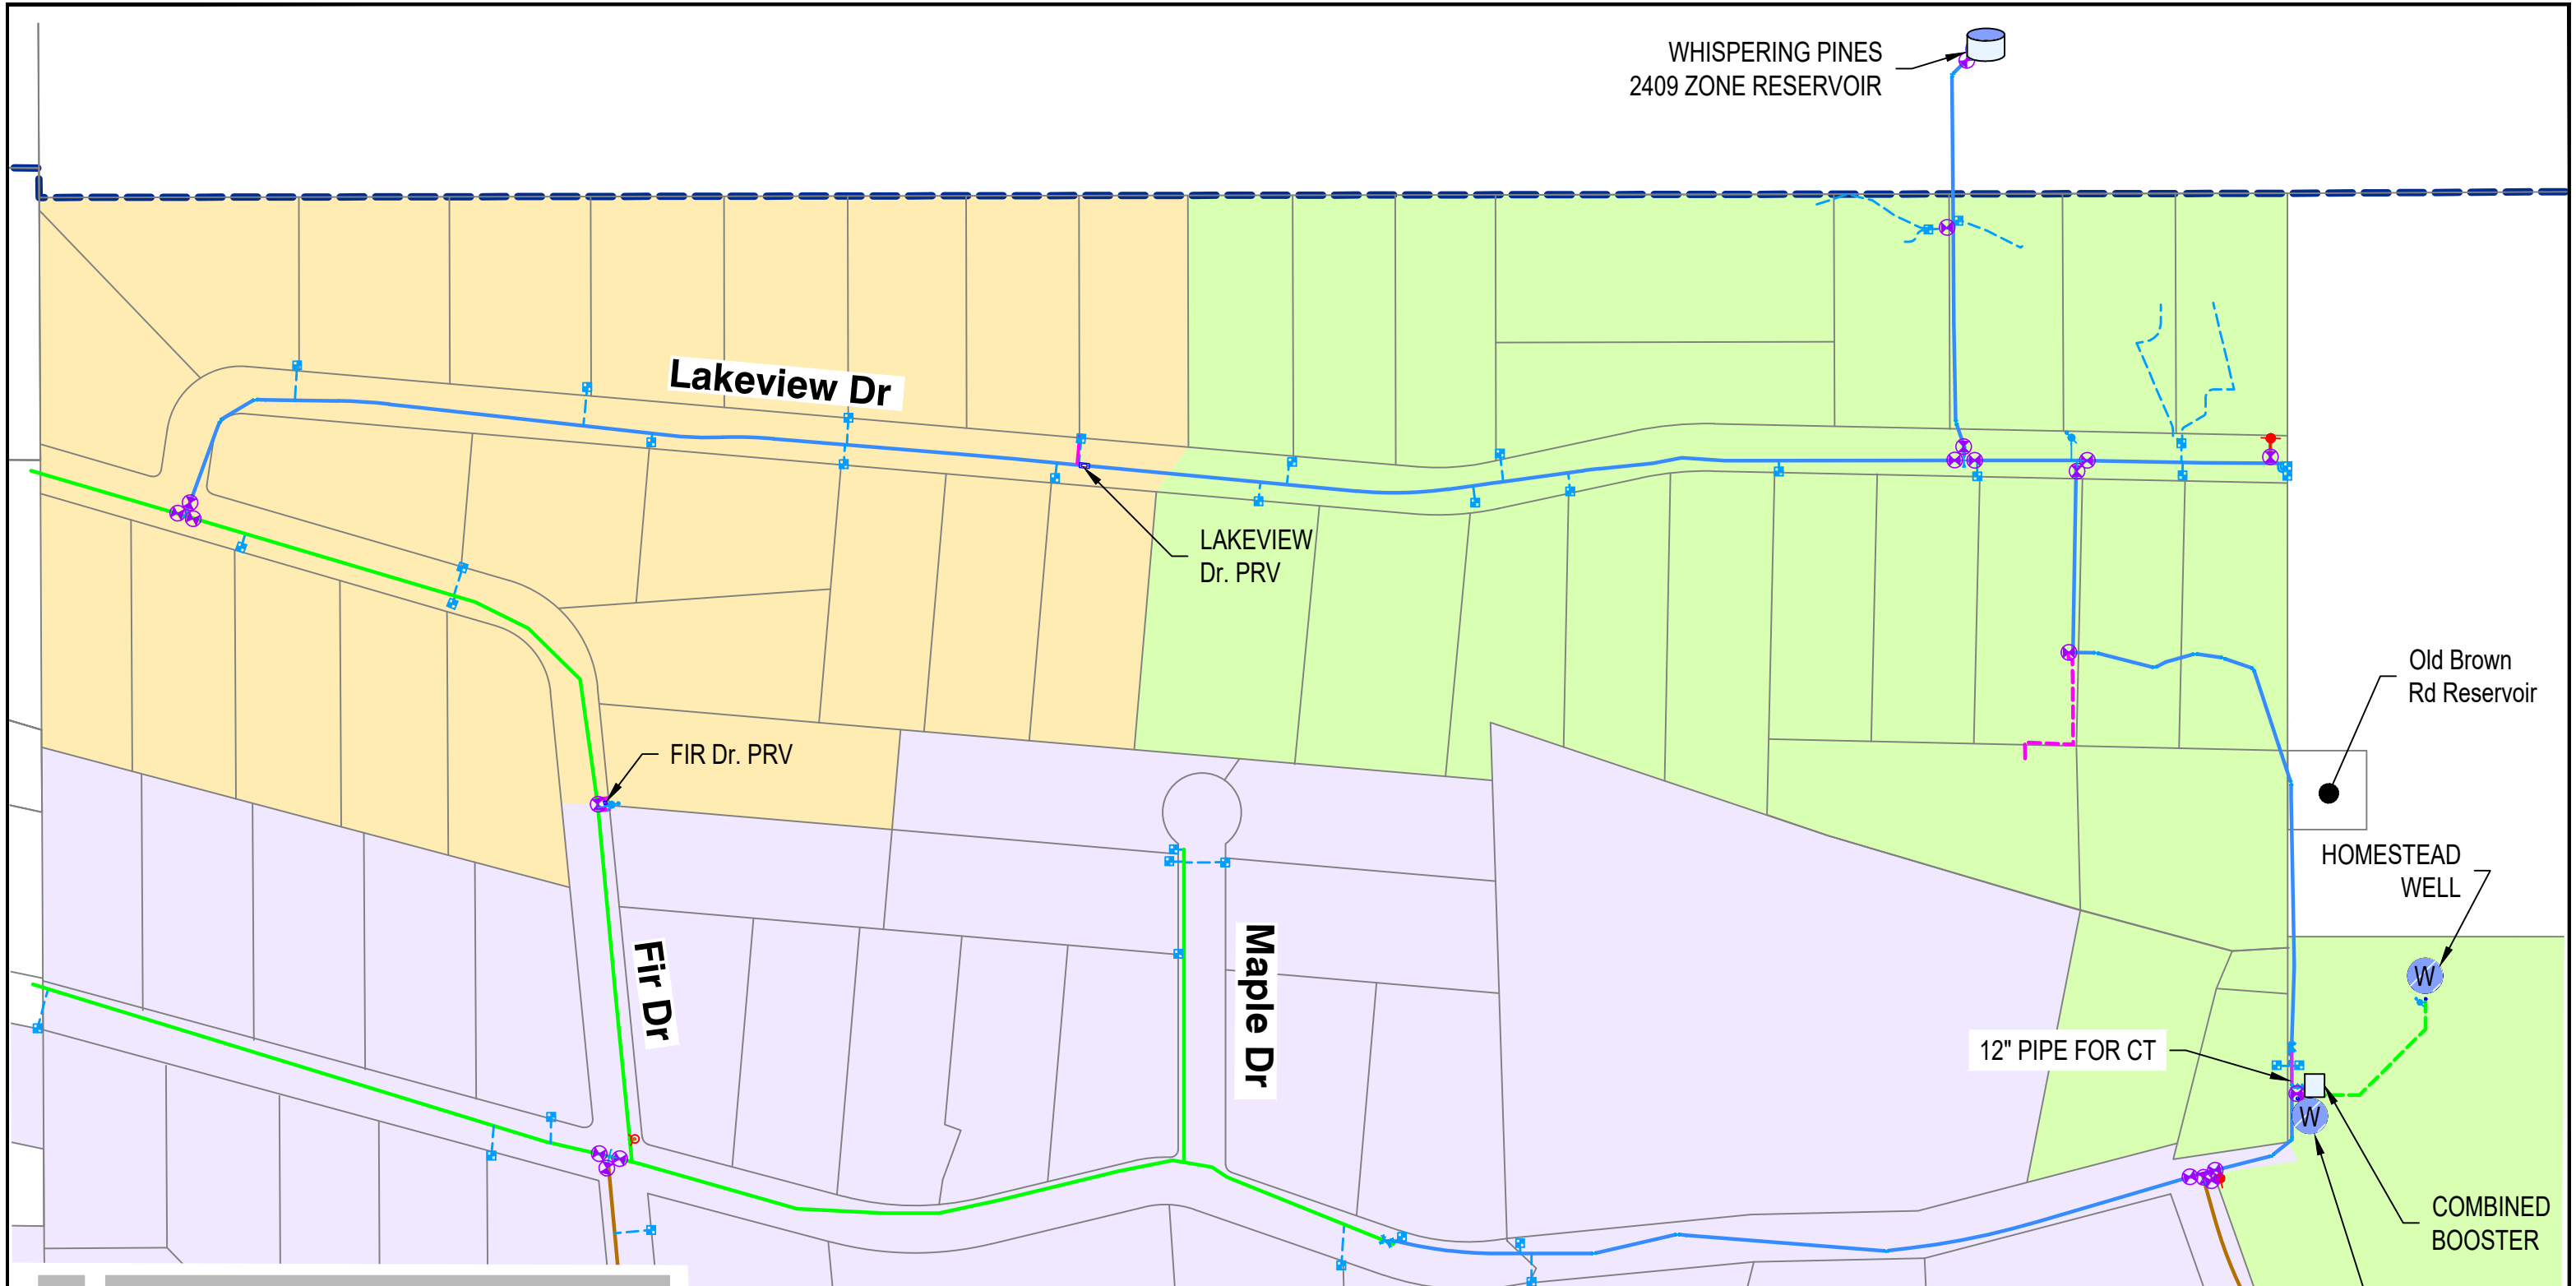 WHISPERING PINES
2409 ZONE RESERVOIR
Lakeview Dr
LAKEVIEW
Dr. PRV
Old Brown
Rd Reservoir
FIR Dr. PRV
HOMESTEAD
WELL
W
Fir Dr
Maple Dr
12" PIPE FOR CT
W
COMBINED
BOOSTER